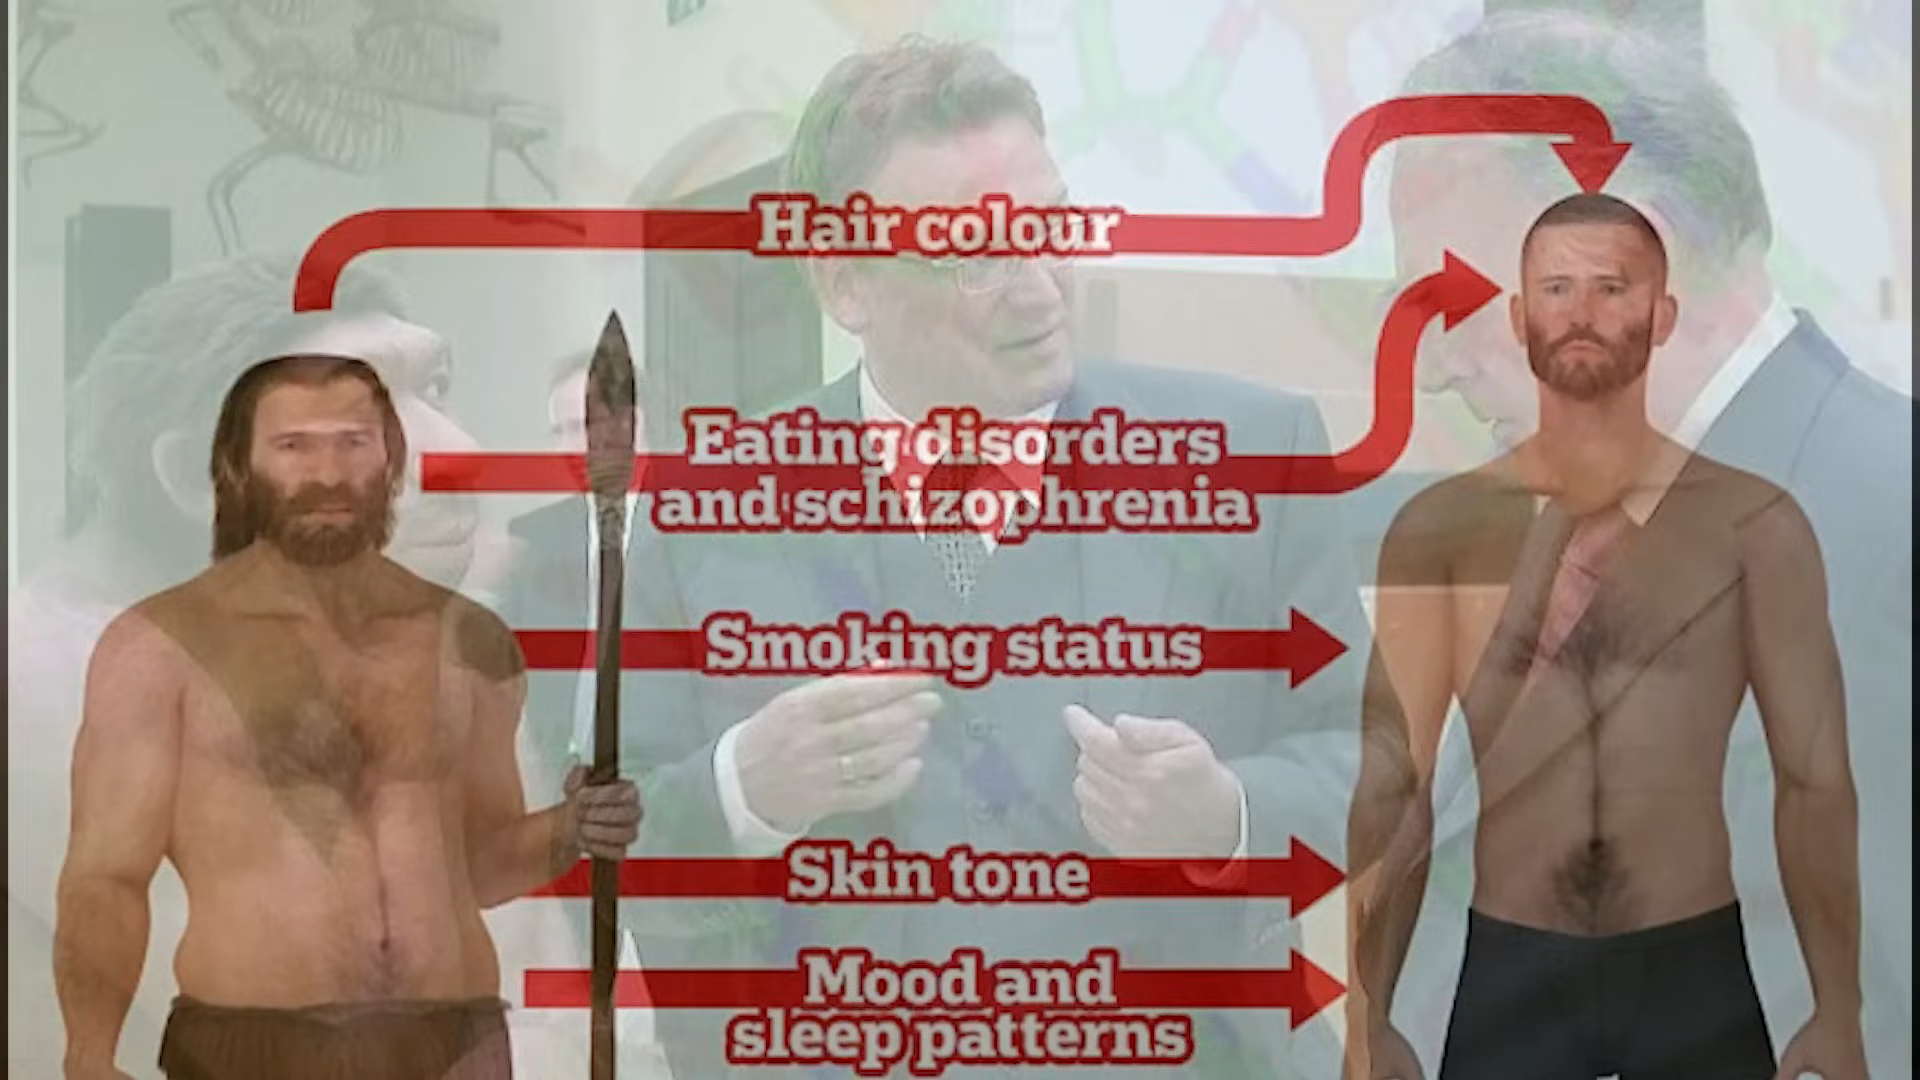 Hair colour
Eating disorders
and schizophrenia
Smoking status
Skin tone
Mood and
sleep patterns